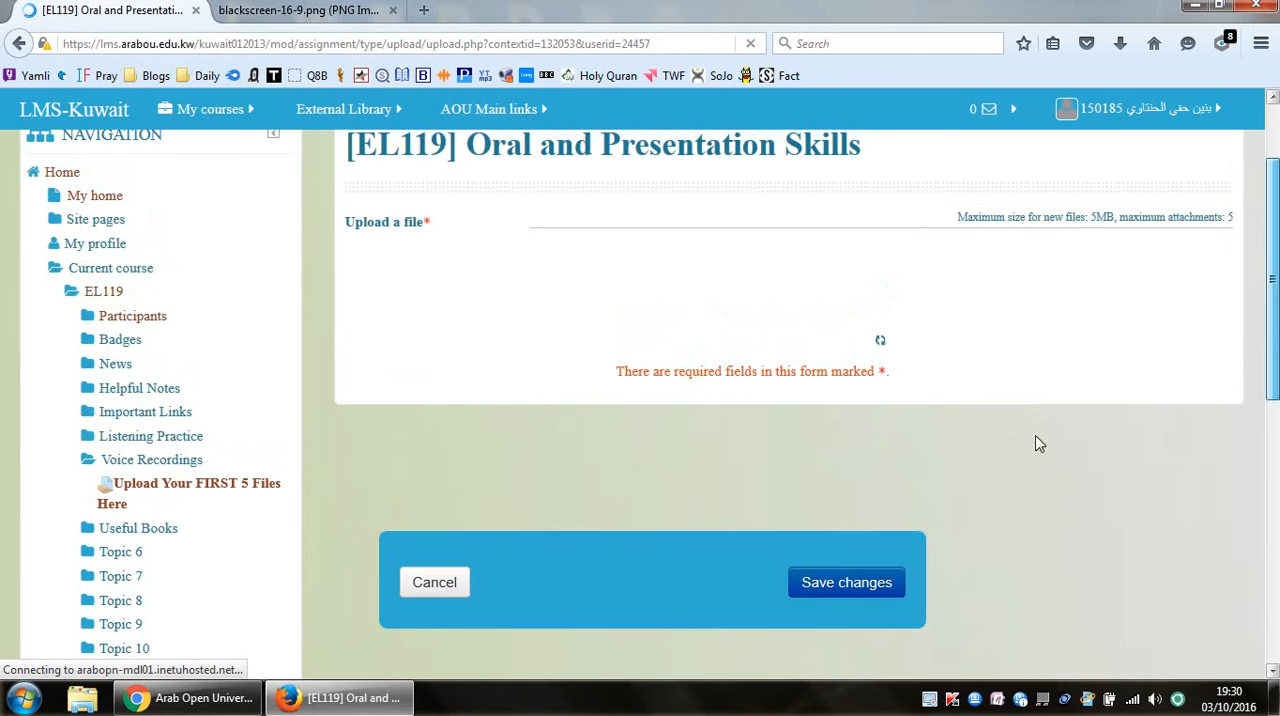 [EL119] Oral and Presentati...
blackscreen-16-9.png (PNG Im...
https://lms.arabou.edu.kw/kuwait012013/mod/assignment/type/upload/upload.php?contextid=132053&userid=24457
Search
8
Yamli
Pray
Blogs
Daily
Q8B
Holy Quran
TWF
SoJo
Fact
LMS-Kuwait
My courses
External Library
AOU Main links
0
بنين حفي الحنتاوي 150185
NAVIGATION
Home
My home
Site pages
My profile
Current course
EL119
Participants
Badges
News
Helpful Notes
Important Links
Listening Practice
Voice Recordings
Upload Your FIRST 5 Files
Here
Useful Books
Topic 6
Topic 7
Topic 8
Topic 9
Topic 10
[EL119] Oral and Presentation Skills
Upload a file*
Maximum size for new files: 5MB, maximum attachments: 5
There are required fields in this form marked *.
Cancel
Save changes
Connecting to arabopn-mdl01.inetuhosted.net...
Arab Open Univer...
[EL119] Oral and ...
19:30
03/10/2016